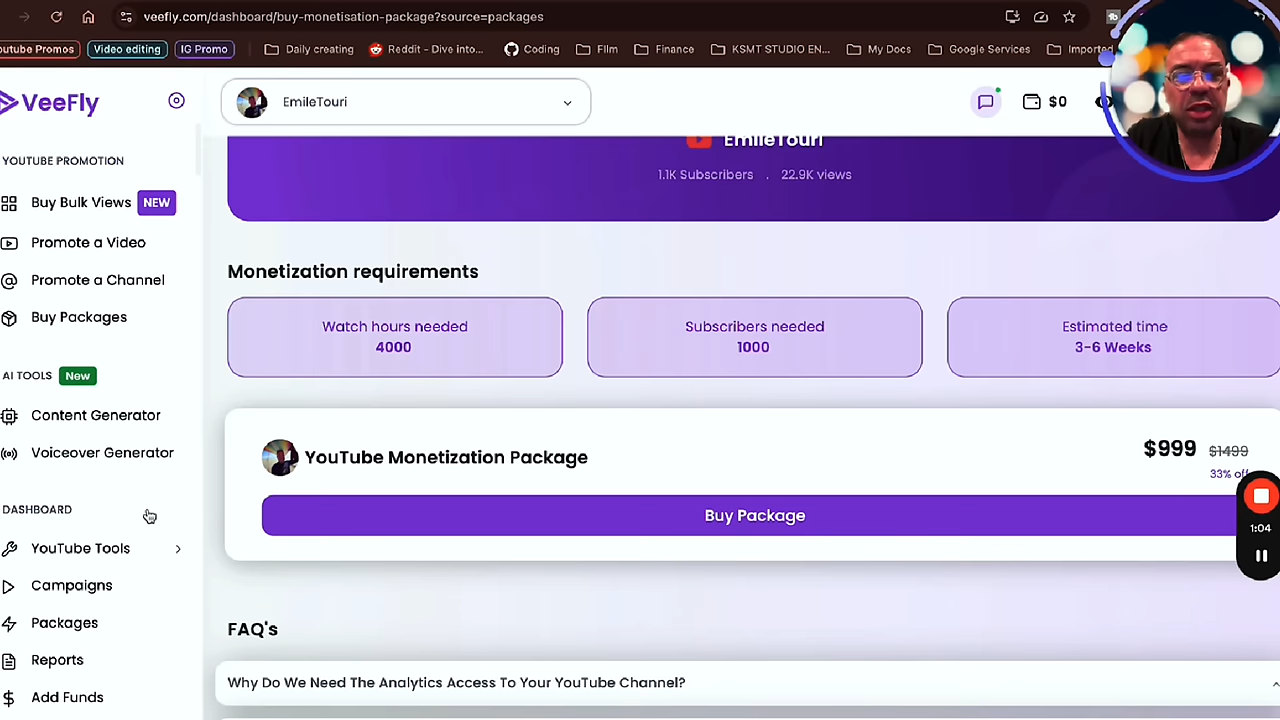 veefly.com/dashboard/buy-monetisation-package?source=packages
outube Promos
Video editing
IG Promo
Daily creating
Reddit - Dive into...
Coding
FIlm
Finance
KSMT STUDIO EN...
My Docs
Google Services
Imported
VeeFly
EmileTouri
$0
YOUTUBE PROMOTION
Buy Bulk Views NEW
Promote a Video
Promote a Channel
Buy Packages
AI TOOLS New
Content Generator
Voiceover Generator
DASHBOARD
YouTube Tools
Campaigns
Packages
Reports
Add Funds
EmileTouri
1.1K Subscribers . 22.9K views
Monetization requirements
Watch hours needed
4000
Subscribers needed
1000
Estimated time
3-6 Weeks
YouTube Monetization Package
$999 $1499
33% off
Buy Package
1:04
FAQ's
Why Do We Need The Analytics Access To Your YouTube Channel?